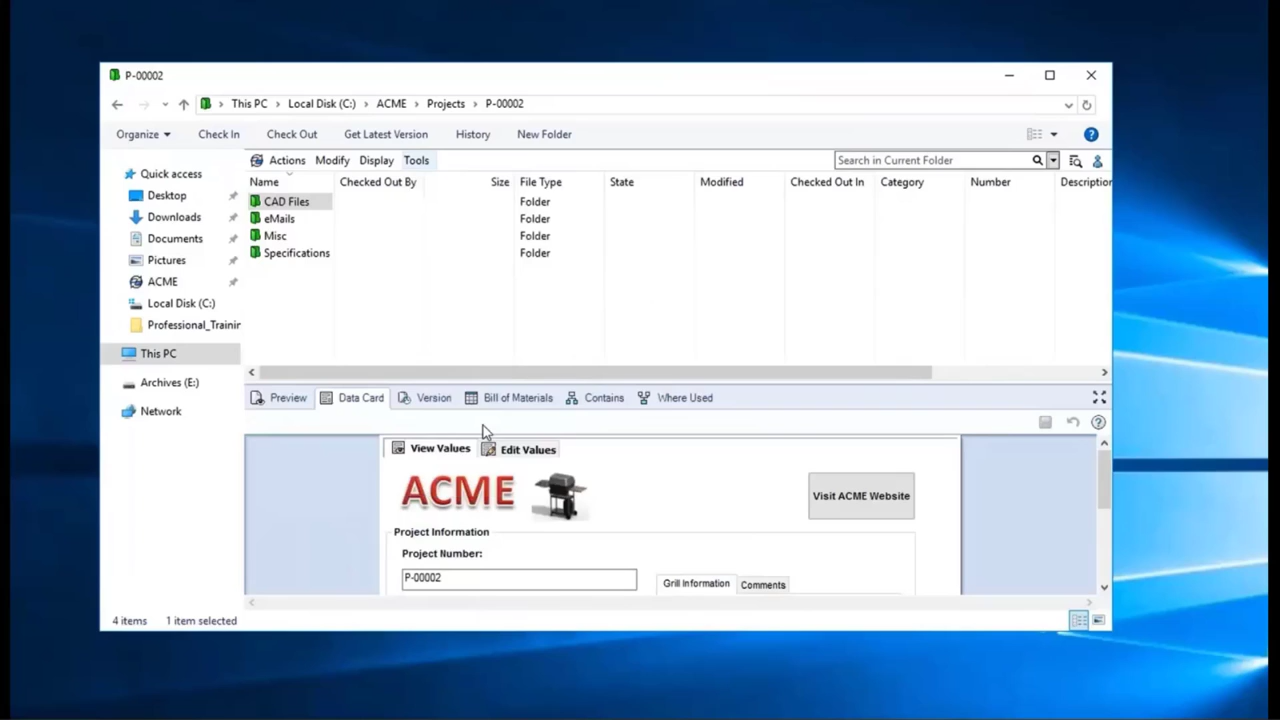 P-00002
This PC > Local Disk (C:) > ACME > Projects > P-00002
Organize Check In Check Out Get Latest Version History New Folder
Actions Modify Display Tools Search in Current Folder
Name Checked Out By Size File Type State Modified Checked Out In Category Number Description
CAD Files Folder
eMails Folder
Misc Folder
Specifications Folder
Quick access
Desktop
Downloads
Documents
Pictures
ACME
Local Disk (C:)
Professional_Trainin
This PC
Archives (E:)
Network
Preview Data Card Version Bill of Materials Contains Where Used
View Values Edit Values
ACME
Visit ACME Website
Project Information
Project Number:
P-00002
Grill Information Comments
4 items 1 item selected